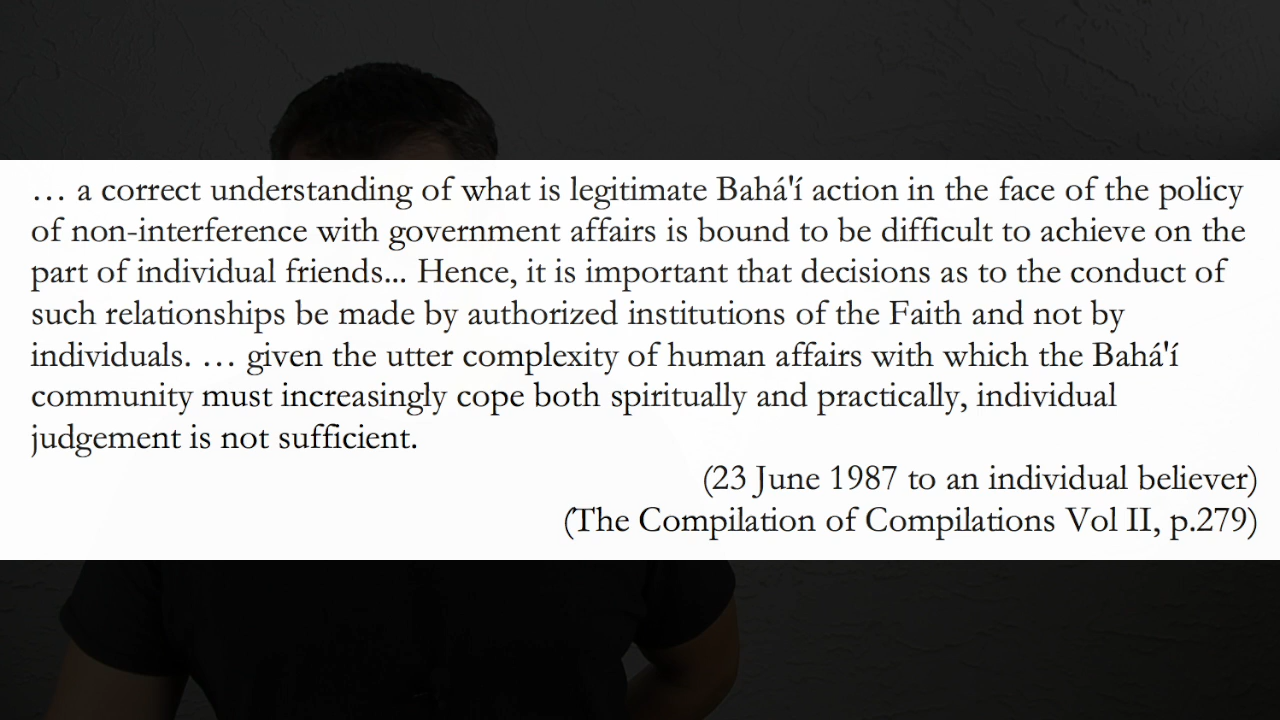 … a correct understanding of what is legitimate Bahá'í action in the face of the policy
of non-interference with government affairs is bound to be difficult to achieve on the
part of individual friends... Hence, it is important that decisions as to the conduct of
such relationships be made by authorized institutions of the Faith and not by
individuals. … given the utter complexity of human affairs with which the Bahá'í
community must increasingly cope both spiritually and practically, individual
judgement is not sufficient.
(23 June 1987 to an individual believer)
(The Compilation of Compilations Vol II, p.279)